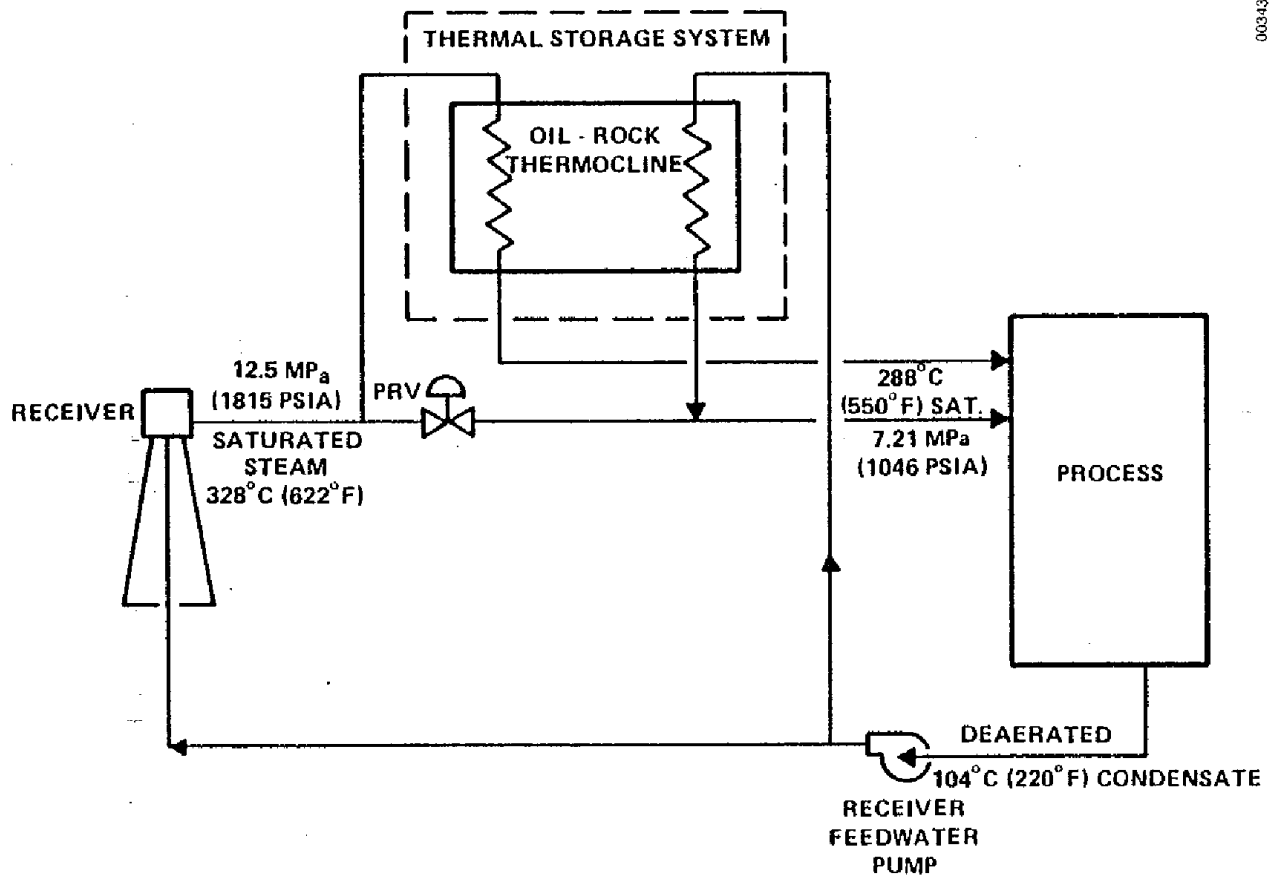 00343
THERMAL STORAGE SYSTEM
OIL - ROCK
THERMOCLINE
12.5 MPa
(1815 PSIA)
PRV
RECEIVER
SATURATED
STEAM
328°C (622°F)
288°C
(550°F) SAT.
7.21 MPa
(1046 PSIA)
PROCESS
DEAERATED
104°C (220°F) CONDENSATE
RECEIVER
FEEDWATER
PUMP